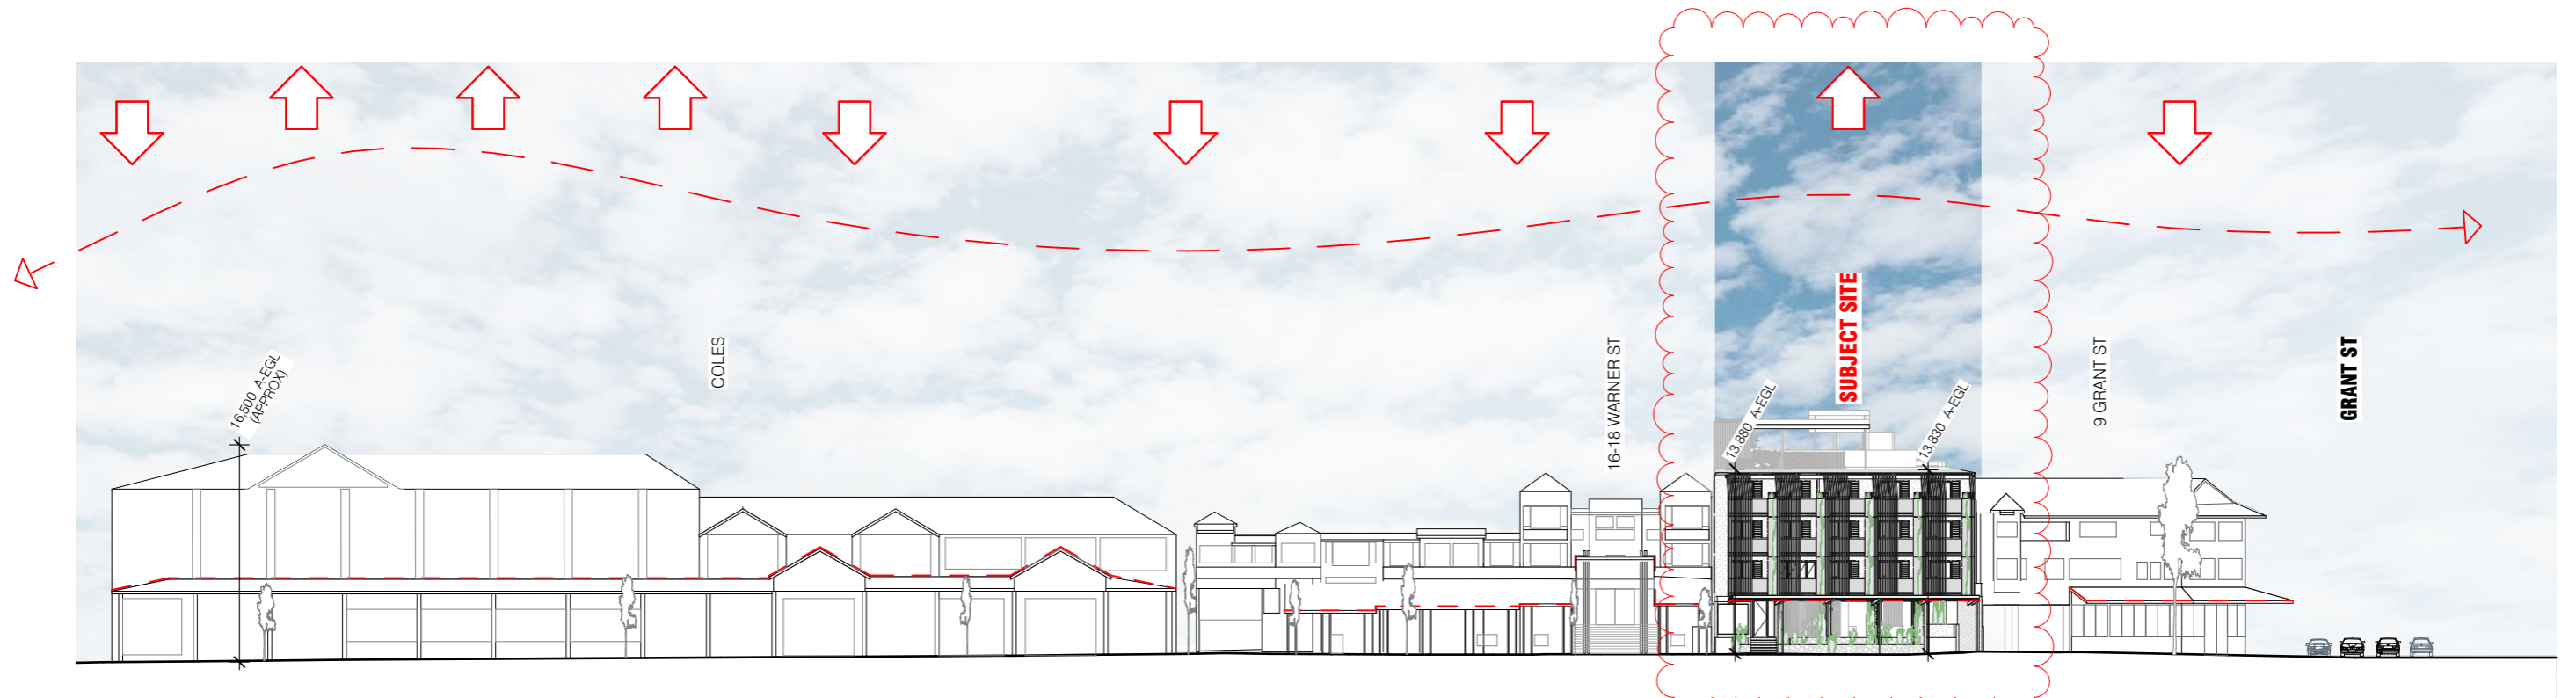 16,500 A-EGL
(APPROX)
COLES
16-18 WARNER ST
13,880 A-EGL
SUBJECT SITE
13,830 A-EGL
9 GRANT ST
GRANT ST